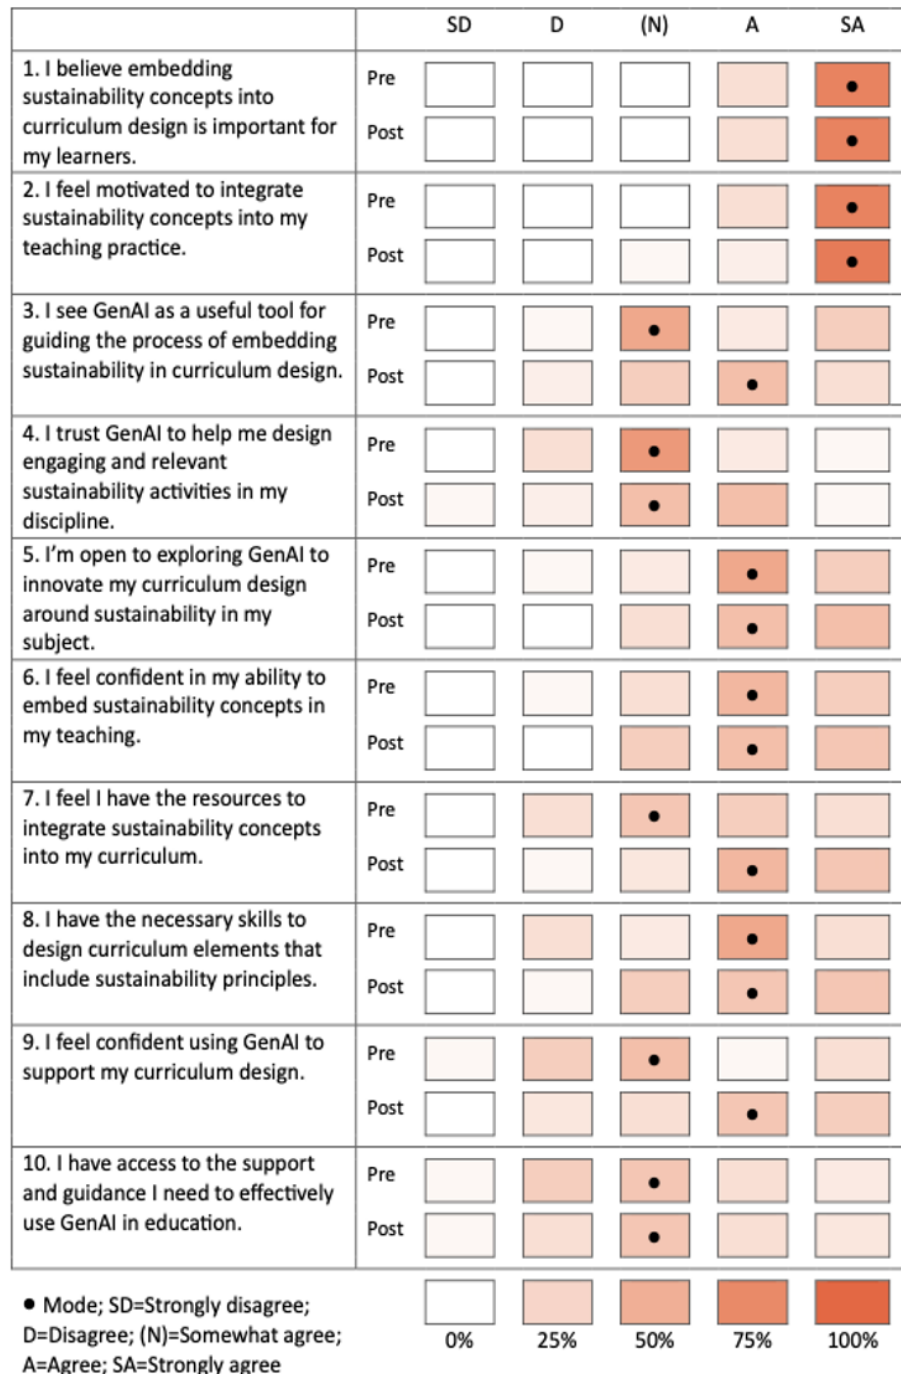 SD D (N) A SA
1. I believe embedding
sustainability concepts into
curriculum design is important for
my learners.
Pre
Post
2. I feel motivated to integrate
sustainability concepts into my
teaching practice.
Pre
Post
3. I see GenAI as a useful tool for
guiding the process of embedding
sustainability in curriculum design.
Pre
Post
4. I trust GenAI to help me design
engaging and relevant
sustainability activities in my
discipline.
Pre
Post
5. I’m open to exploring GenAI to
innovate my curriculum design
around sustainability in my
subject.
Pre
Post
6. I feel confident in my ability to
embed sustainability concepts in
my teaching.
Pre
Post
7. I feel I have the resources to
integrate sustainability concepts
into my curriculum.
Pre
Post
8. I have the necessary skills to
design curriculum elements that
include sustainability principles.
Pre
Post
9. I feel confident using GenAI to
support my curriculum design.
Pre
Post
10. I have access to the support
and guidance I need to effectively
use GenAI in education.
Pre
Post
● Mode; SD=Strongly disagree;
D=Disagree; (N)=Somewhat agree;
A=Agree; SA=Strongly agree
0% 25% 50% 75% 100%